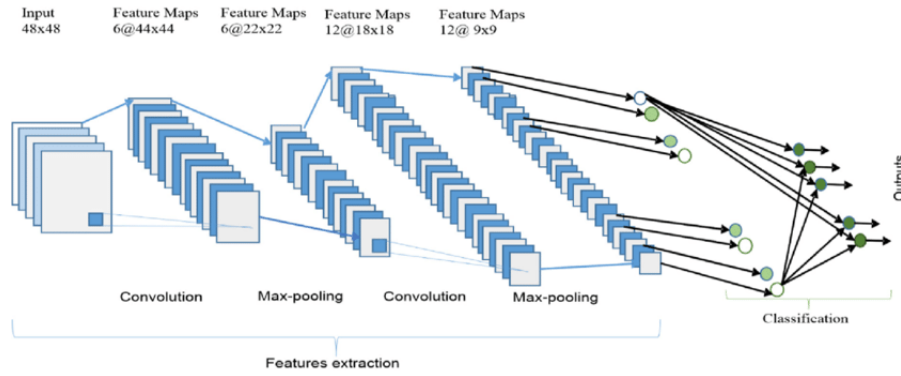 Input
48x48
Feature Maps
6@44x44
Feature Maps
6@22x22
Feature Maps
12@18x18
Feature Maps
12@ 9x9
Outputs
Convolution
Max-pooling
Convolution
Max-pooling
Classification
Features extraction